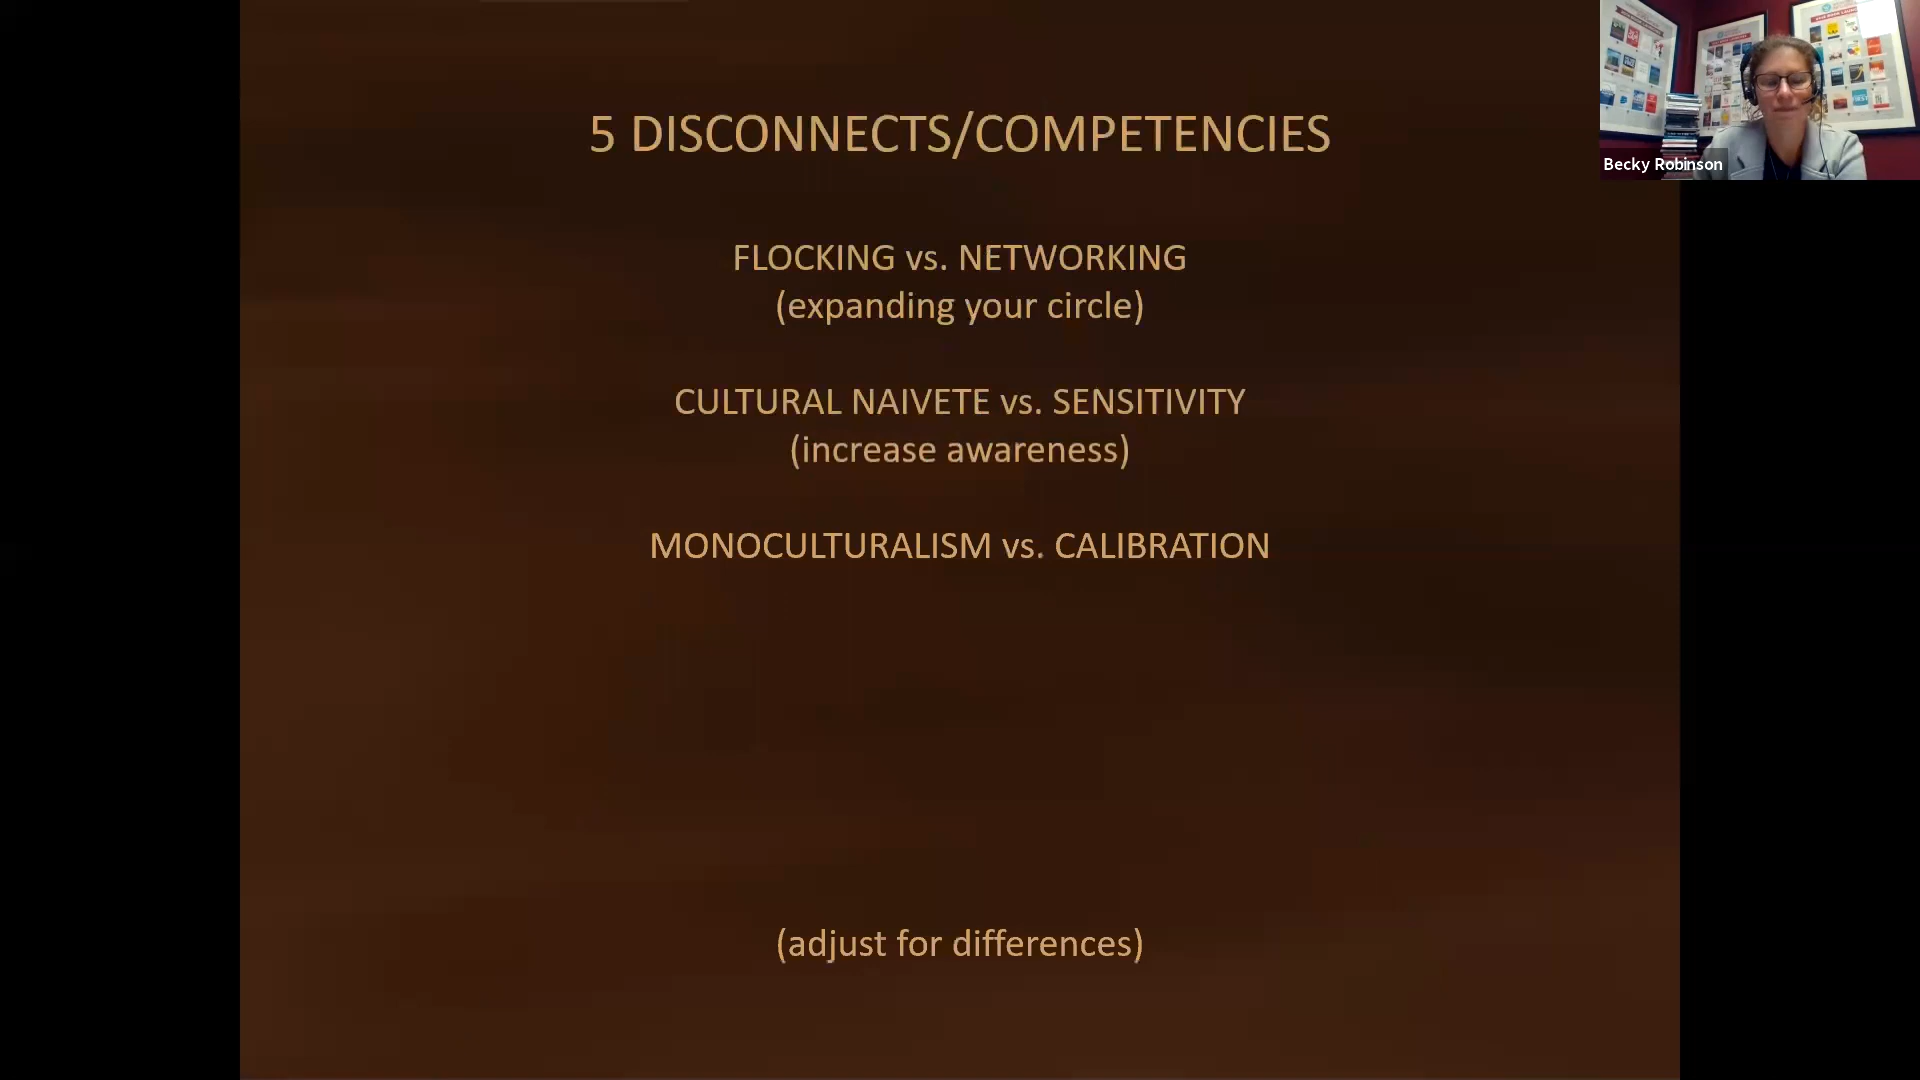 5 DISCONNECTS/COMPETENCIES
FLOCKING vs. NETWORKING
(expanding your circle)
CULTURAL NAIVETE vs. SENSITIVITY
(increase awareness)
MONOCULTURALISM vs. CALIBRATION
(adjust for differences)
Becky Robinson